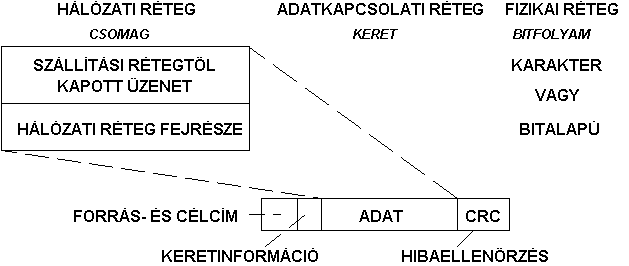 HÁLÓZATI RÉTEG
ADATKAPCSOLATI RÉTEG
FIZIKAI RÉTEG
CSOMAG
KERET
BITFOLYAM
SZÁLLÍTÁSI RÉTEGTŐL
KAPOTT ÜZENET
KARAKTER
VAGY
HÁLÓZATI RÉTEG FEJRÉSZE
BITALAPÚ
FORRÁS- ÉS CÉLCÍM
ADAT
CRC
KERETINFORMÁCIÓ
HIBAELLENŐRZÉS